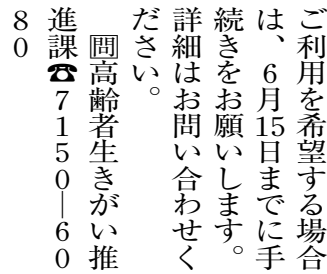 ご利用を希望する場合
は、6月15日までに手
続きをお願いします。
詳細はお問い合わせく
ださい。
問高齢者生きがい推
進課☎7150―60
80